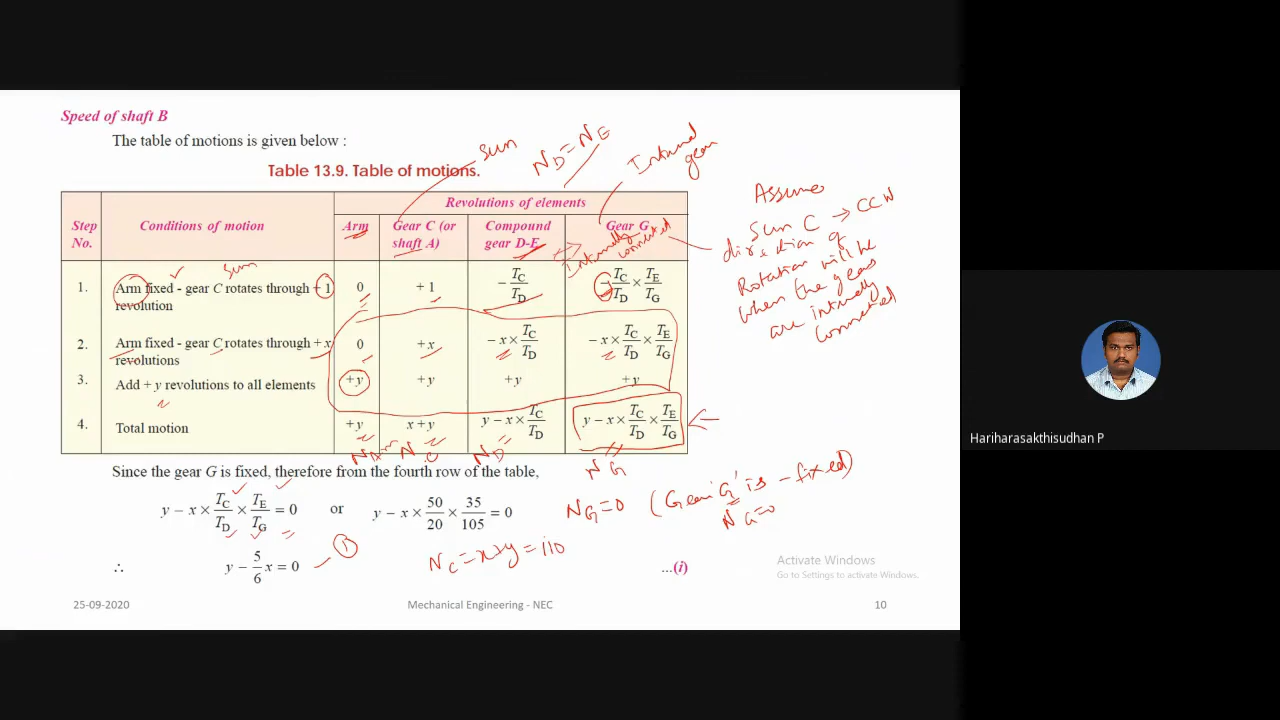 Speed of shaft B
The table of motions is given below :
Table 13.9. Table of motions.
Sun
N_D = N_E
Internal gear
Step No.
Conditions of motion
Revolutions of elements
Arm
Gear C (or shaft A)
Compound gear D-E
Gear G
Internally connected
1.
Arm fixed - gear C rotates through + 1 revolution
Sun
0
+ 1
− T_C/T_D
− T_C/T_D × T_E/T_G
2.
Arm fixed - gear C rotates through + x revolutions
0
+ x
− x × T_C/T_D
− x × T_C/T_D × T_E/T_G
3.
Add + y revolutions to all elements
+ y
+ y
+ y
+ y
4.
Total motion
+ y
x + y
y − x × T_C/T_D
y − x × T_C/T_D × T_E/T_G
Assume
Sun C → CCW
direction of
Rotation will be
when the gears
are internally
connected
N_Arm
N_C
N_D
N_G
Since the gear G is fixed, therefore from the fourth row of the table,
y − x × T_C/T_D × T_E/T_G = 0 or y − x × 50/20 × 35/105 = 0
N_G = 0 (Gear 'G' is - fixed)
N_G = 0
∴ y − 5/6 x = 0
1
N_C = x+y = 110
...(i)
Activate Windows
Go to Settings to activate Windows.
25-09-2020
Mechanical Engineering - NEC
10
Hariharasakthisudhan P